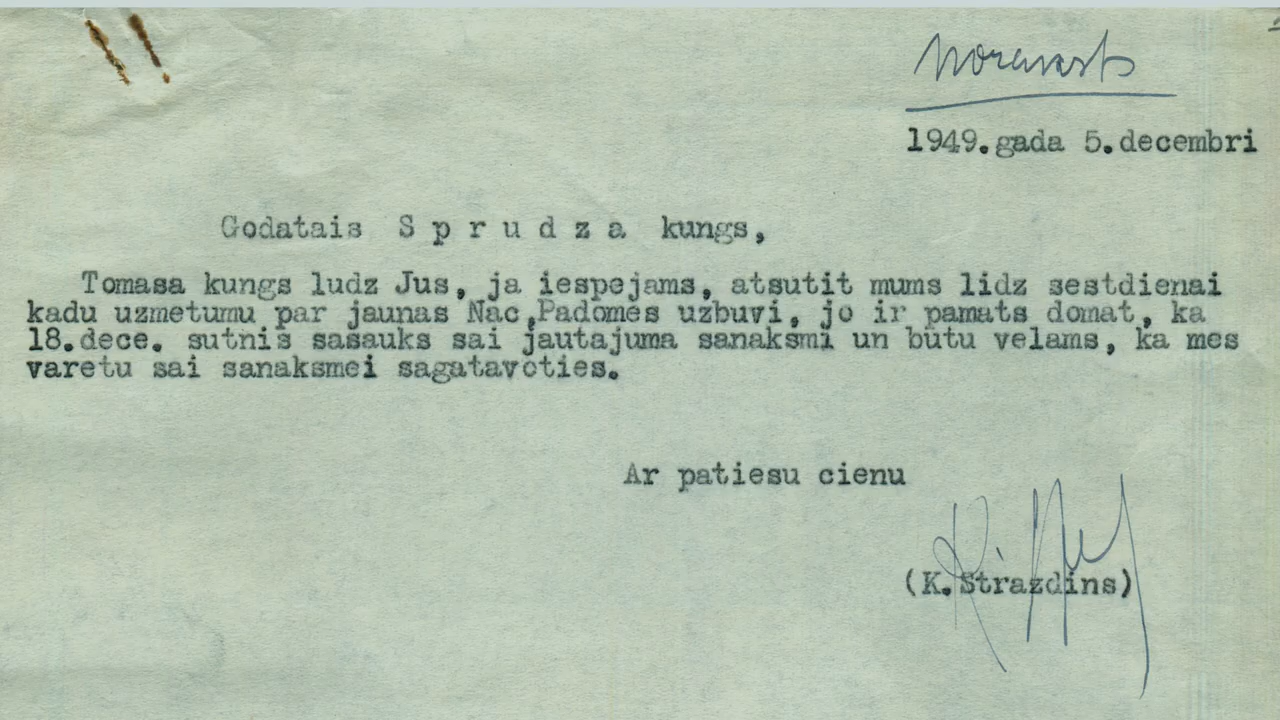 Noraksts
1949.gada 5.decembri
Godatais S p r u d z a kungs,
Tomasa kungs ludz Jus, ja iespejams, atsutit mums lidz sestdienai
kadu uzmetumu par jaunas Nac.Padomes uzbuvi, jo ir pamats domat, ka
18.dece. sutnis sasauks sai jautajuma sanaksmi un butu velams, ka mes
varetu sai sanaksmei sagatavoties.
Ar patiesu cienu
(K.Strazdins)